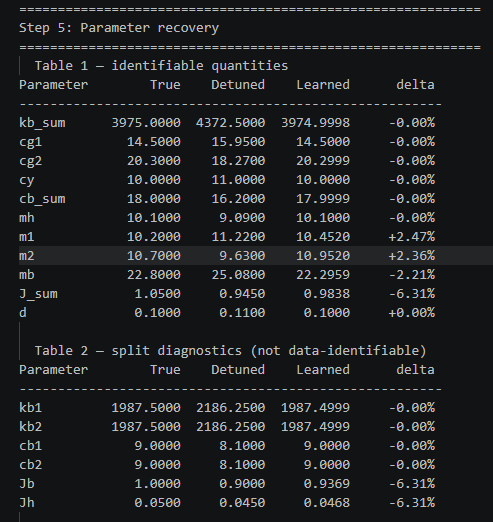 ============================================================
Step 5: Parameter recovery
============================================================
Table 1 — identifiable quantities
Parameter True Detuned Learned delta
-------------------------------------------------------
kb_sum 3975.0000 4372.5000 3974.9998 -0.00%
cg1 14.5000 15.9500 14.5000 -0.00%
cg2 20.3000 18.2700 20.2999 -0.00%
cy 10.0000 11.0000 10.0000 -0.00%
cb_sum 18.0000 16.2000 17.9999 -0.00%
mh 10.1000 9.0900 10.1000 -0.00%
m1 10.2000 11.2200 10.4520 +2.47%
m2 10.7000 9.6300 10.9520 +2.36%
mb 22.8000 25.0800 22.2959 -2.21%
J_sum 1.0500 0.9450 0.9838 -6.31%
d 0.1000 0.1100 0.1000 +0.00%
Table 2 — split diagnostics (not data-identifiable)
Parameter True Detuned Learned delta
-------------------------------------------------------
kb1 1987.5000 2186.2500 1987.4999 -0.00%
kb2 1987.5000 2186.2500 1987.4999 -0.00%
cb1 9.0000 8.1000 9.0000 -0.00%
cb2 9.0000 8.1000 9.0000 -0.00%
Jb 1.0000 0.9000 0.9369 -6.31%
Jh 0.0500 0.0450 0.0468 -6.31%